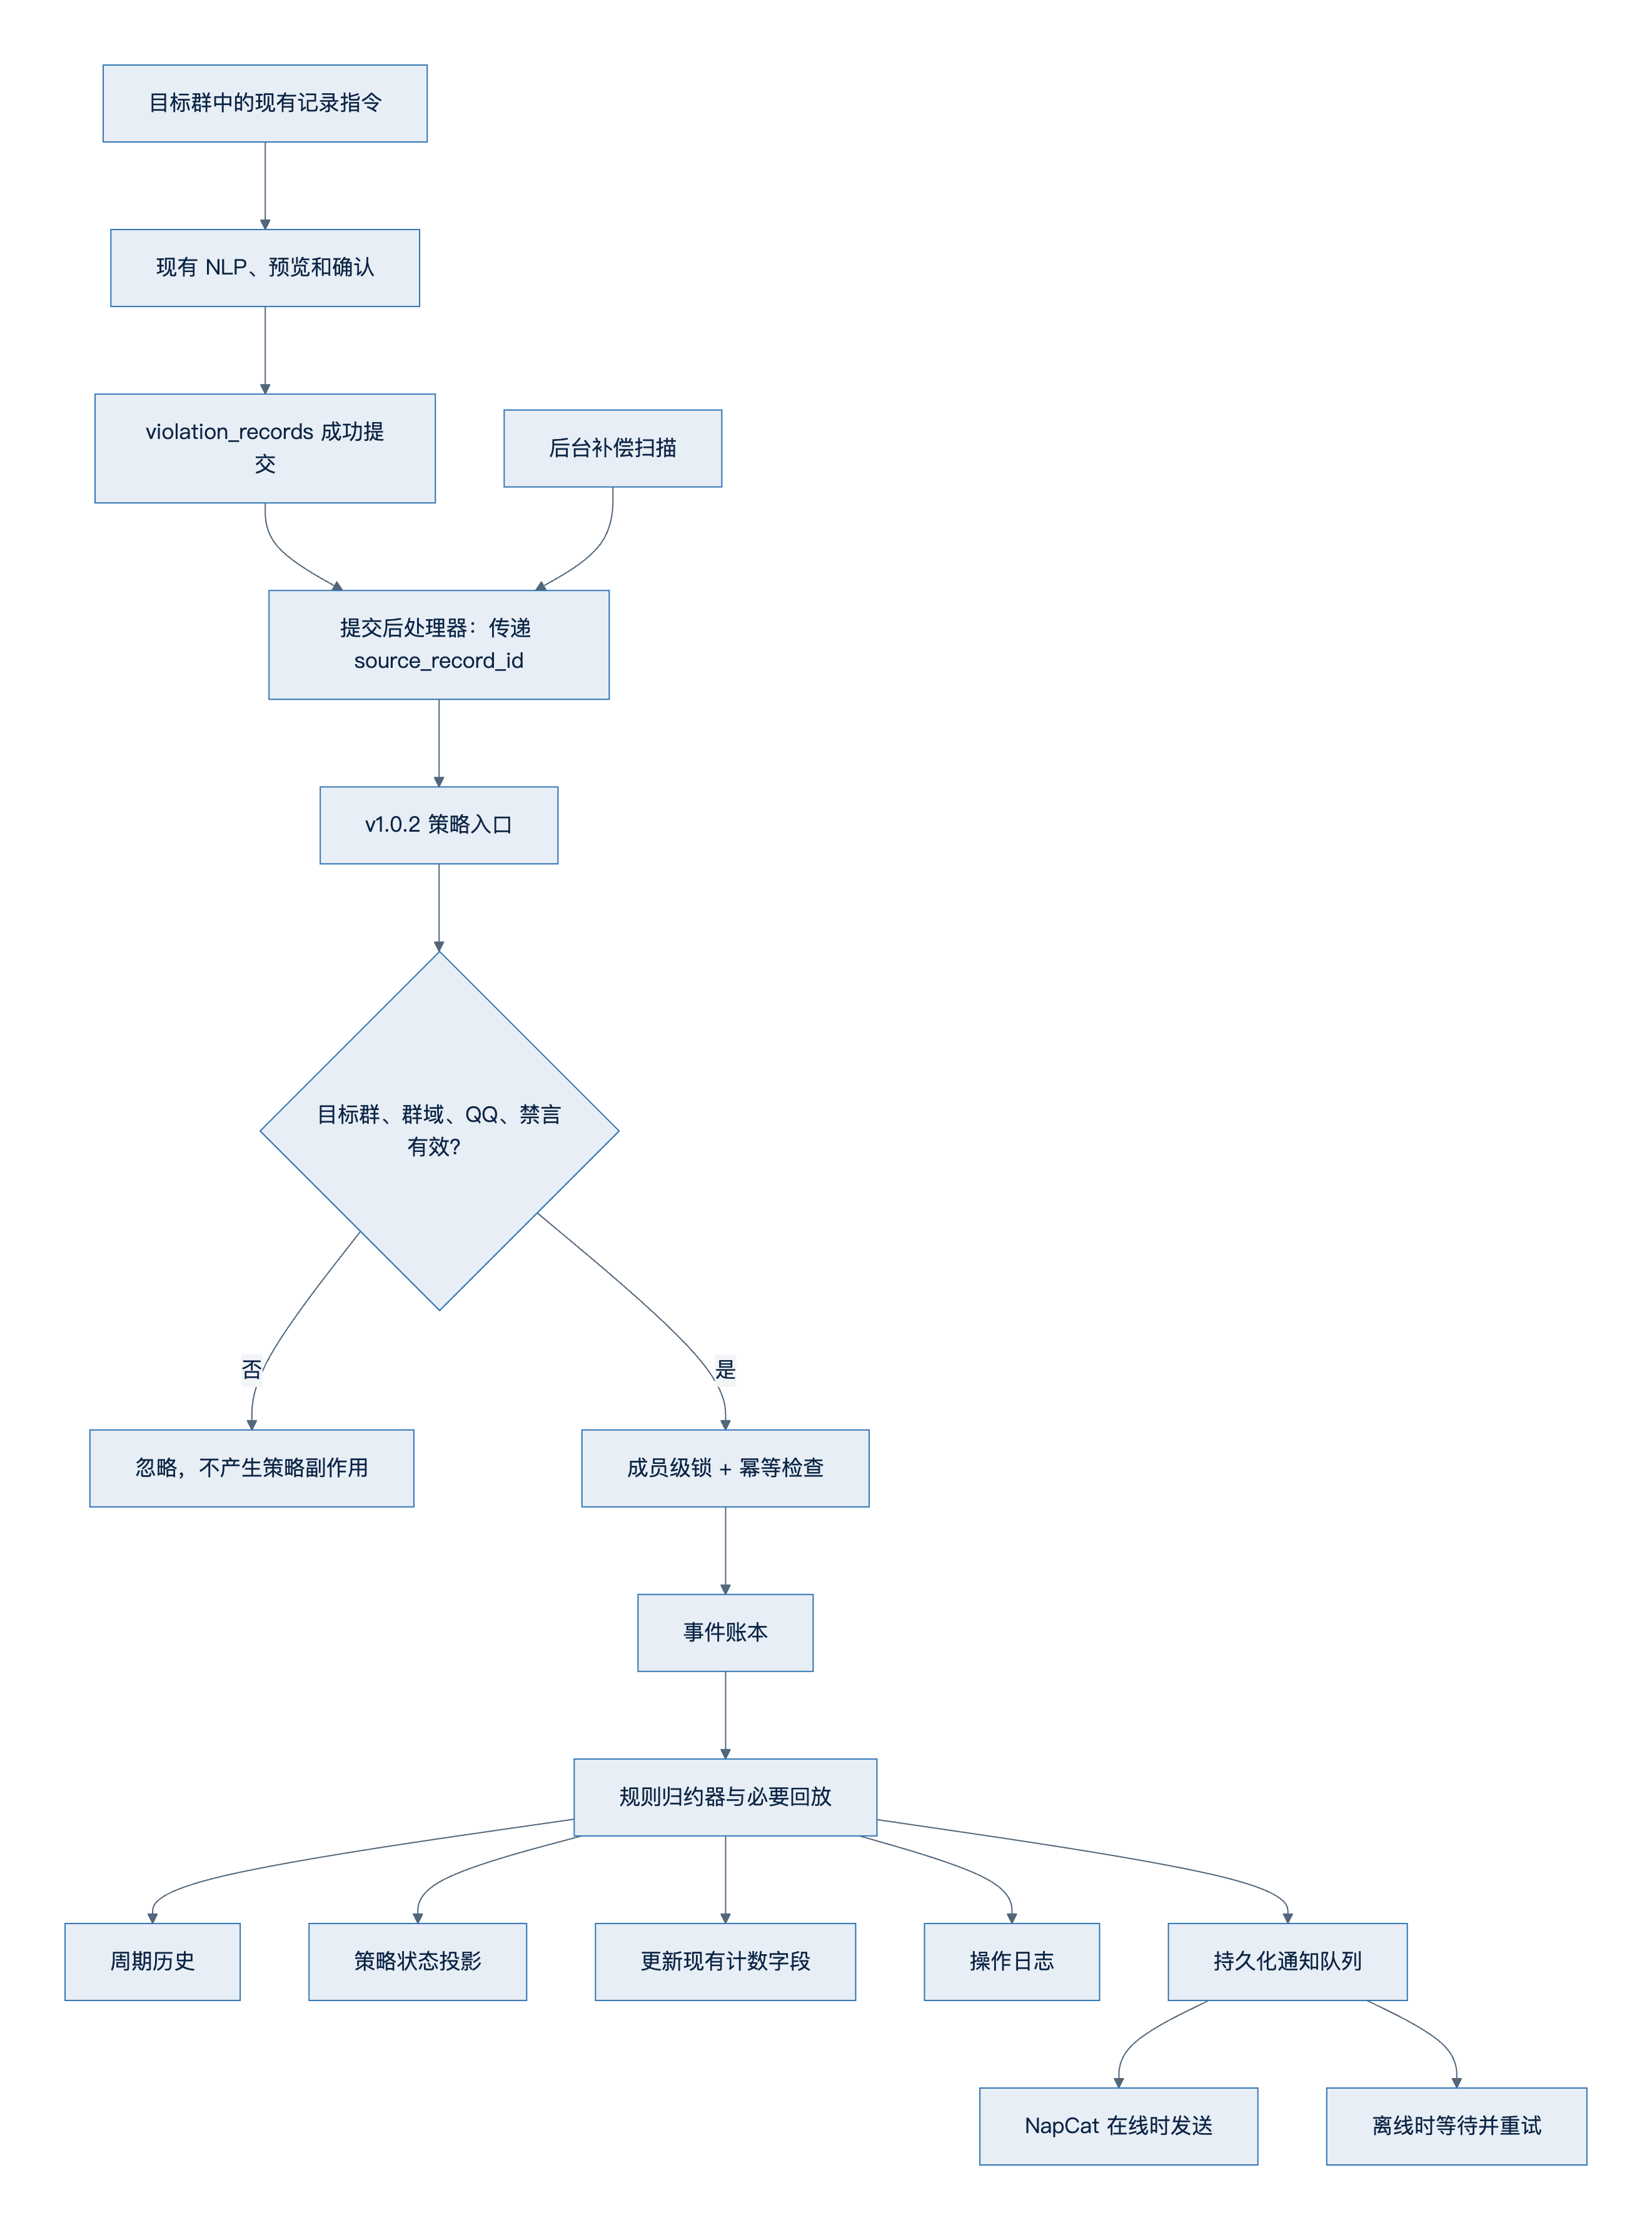 目标群中的现有记录指令
现有 NLP、预览和确认
violation_records 成功提
交
后台补偿扫描
提交后处理器：传递
source_record_id
v1.0.2 策略入口
目标群、群域、QQ、禁言
有效?
否
是
忽略，不产生策略副作用
成员级锁 + 幂等检查
事件账本
规则归约器与必要回放
周期历史
策略状态投影
更新现有计数字段
操作日志
持久化通知队列
NapCat 在线时发送
离线时等待并重试